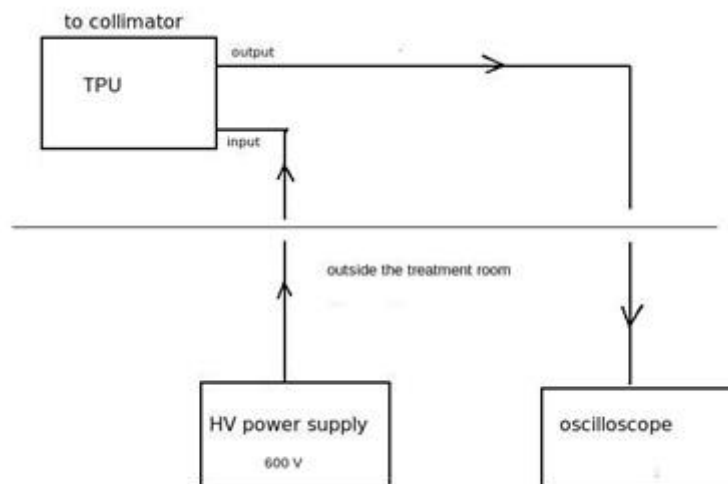 to collimator
TPU
output
input
outside the treatment room
HV power supply
600 V
oscilloscope